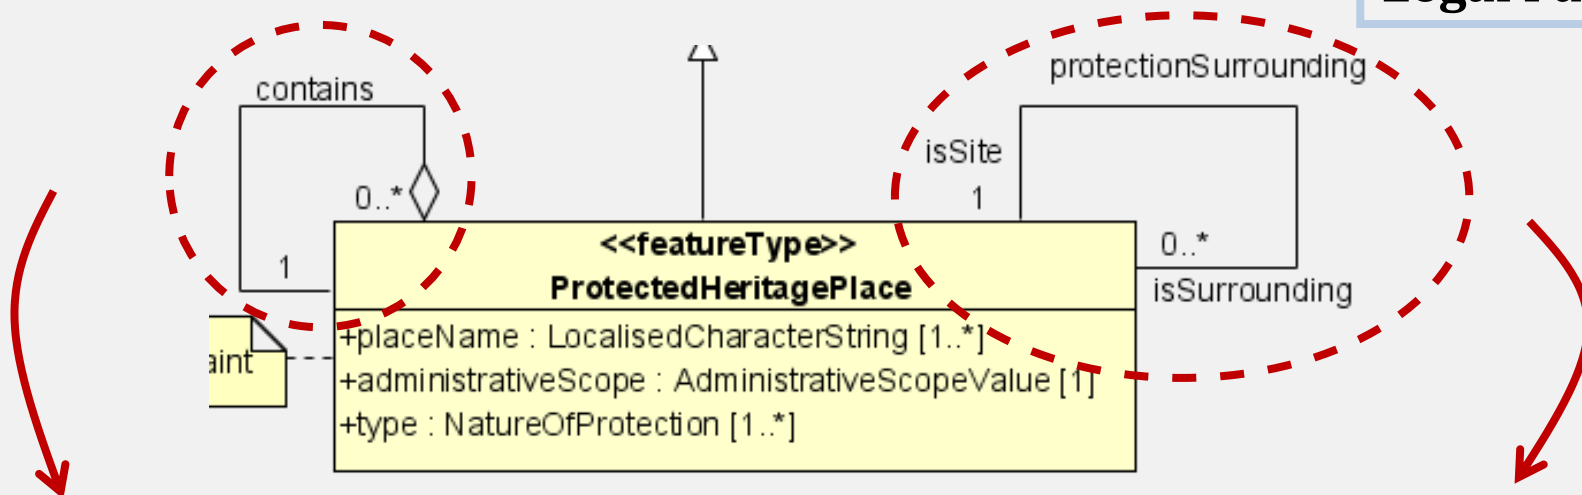 contains
0..*
1
protectionSurrounding
isSite
1
0..*
isSurrounding
<<featureType>>
ProtectedHeritagePlace
+placeName : LocalisedCharacterString [1..*]
+administrativeScope : AdministrativeScopeValue [1]
+type : NatureOfProtection [1..*]